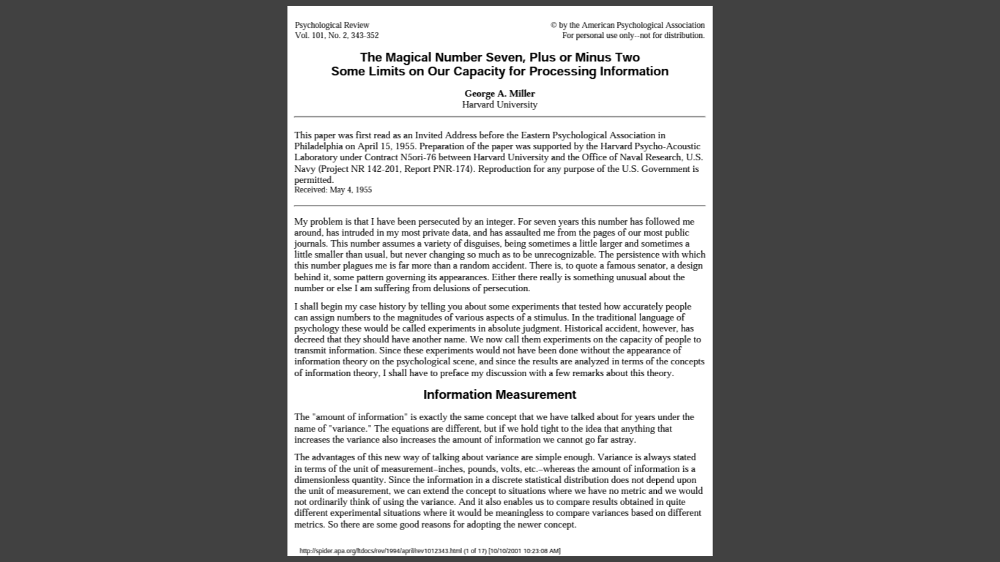 Psychological Review
Vol. 101, No. 2, 343-352
© by the American Psychological Association
For personal use only--not for distribution.
The Magical Number Seven, Plus or Minus Two
Some Limits on Our Capacity for Processing Information
George A. Miller
Harvard University
This paper was first read as an Invited Address before the Eastern Psychological Association in
Philadelphia on April 15, 1955. Preparation of the paper was supported by the Harvard Psycho-Acoustic
Laboratory under Contract N5ori-76 between Harvard University and the Office of Naval Research, U.S.
Navy (Project NR 142-201, Report PNR-174). Reproduction for any purpose of the U.S. Government is
permitted.
Received: May 4, 1955
My problem is that I have been persecuted by an integer. For seven years this number has followed me
around, has intruded in my most private data, and has assaulted me from the pages of our most public
journals. This number assumes a variety of disguises, being sometimes a little larger and sometimes a
little smaller than usual, but never changing so much as to be unrecognizable. The persistence with which
this number plagues me is far more than a random accident. There is, to quote a famous senator, a design
behind it, some pattern governing its appearances. Either there really is something unusual about the
number or else I am suffering from delusions of persecution.
I shall begin my case history by telling you about some experiments that tested how accurately people
can assign numbers to the magnitudes of various aspects of a stimulus. In the traditional language of
psychology these would be called experiments in absolute judgment. Historical accident, however, has
decreed that they should have another name. We now call them experiments on the capacity of people to
transmit information. Since these experiments would not have been done without the appearance of
information theory on the psychological scene, and since the results are analyzed in terms of the concepts
of information theory, I shall have to preface my discussion with a few remarks about this theory.
Information Measurement
The "amount of information" is exactly the same concept that we have talked about for years under the
name of "variance." The equations are different, but if we hold tight to the idea that anything that
increases the variance also increases the amount of information we cannot go far astray.
The advantages of this new way of talking about variance are simple enough. Variance is always stated
in terms of the unit of measurement–inches, pounds, volts, etc.–whereas the amount of information is a
dimensionless quantity. Since the information in a discrete statistical distribution does not depend upon
the unit of measurement, we can extend the concept to situations where we have no metric and we would
not ordinarily think of using the variance. And it also enables us to compare results obtained in quite
different experimental situations where it would be meaningless to compare variances based on different
metrics. So there are some good reasons for adopting the newer concept.
http://spider.apa.org/ftdocs/rev/1994/april/rev1012343.html (1 of 17) [10/10/2001 10:23:08 AM]